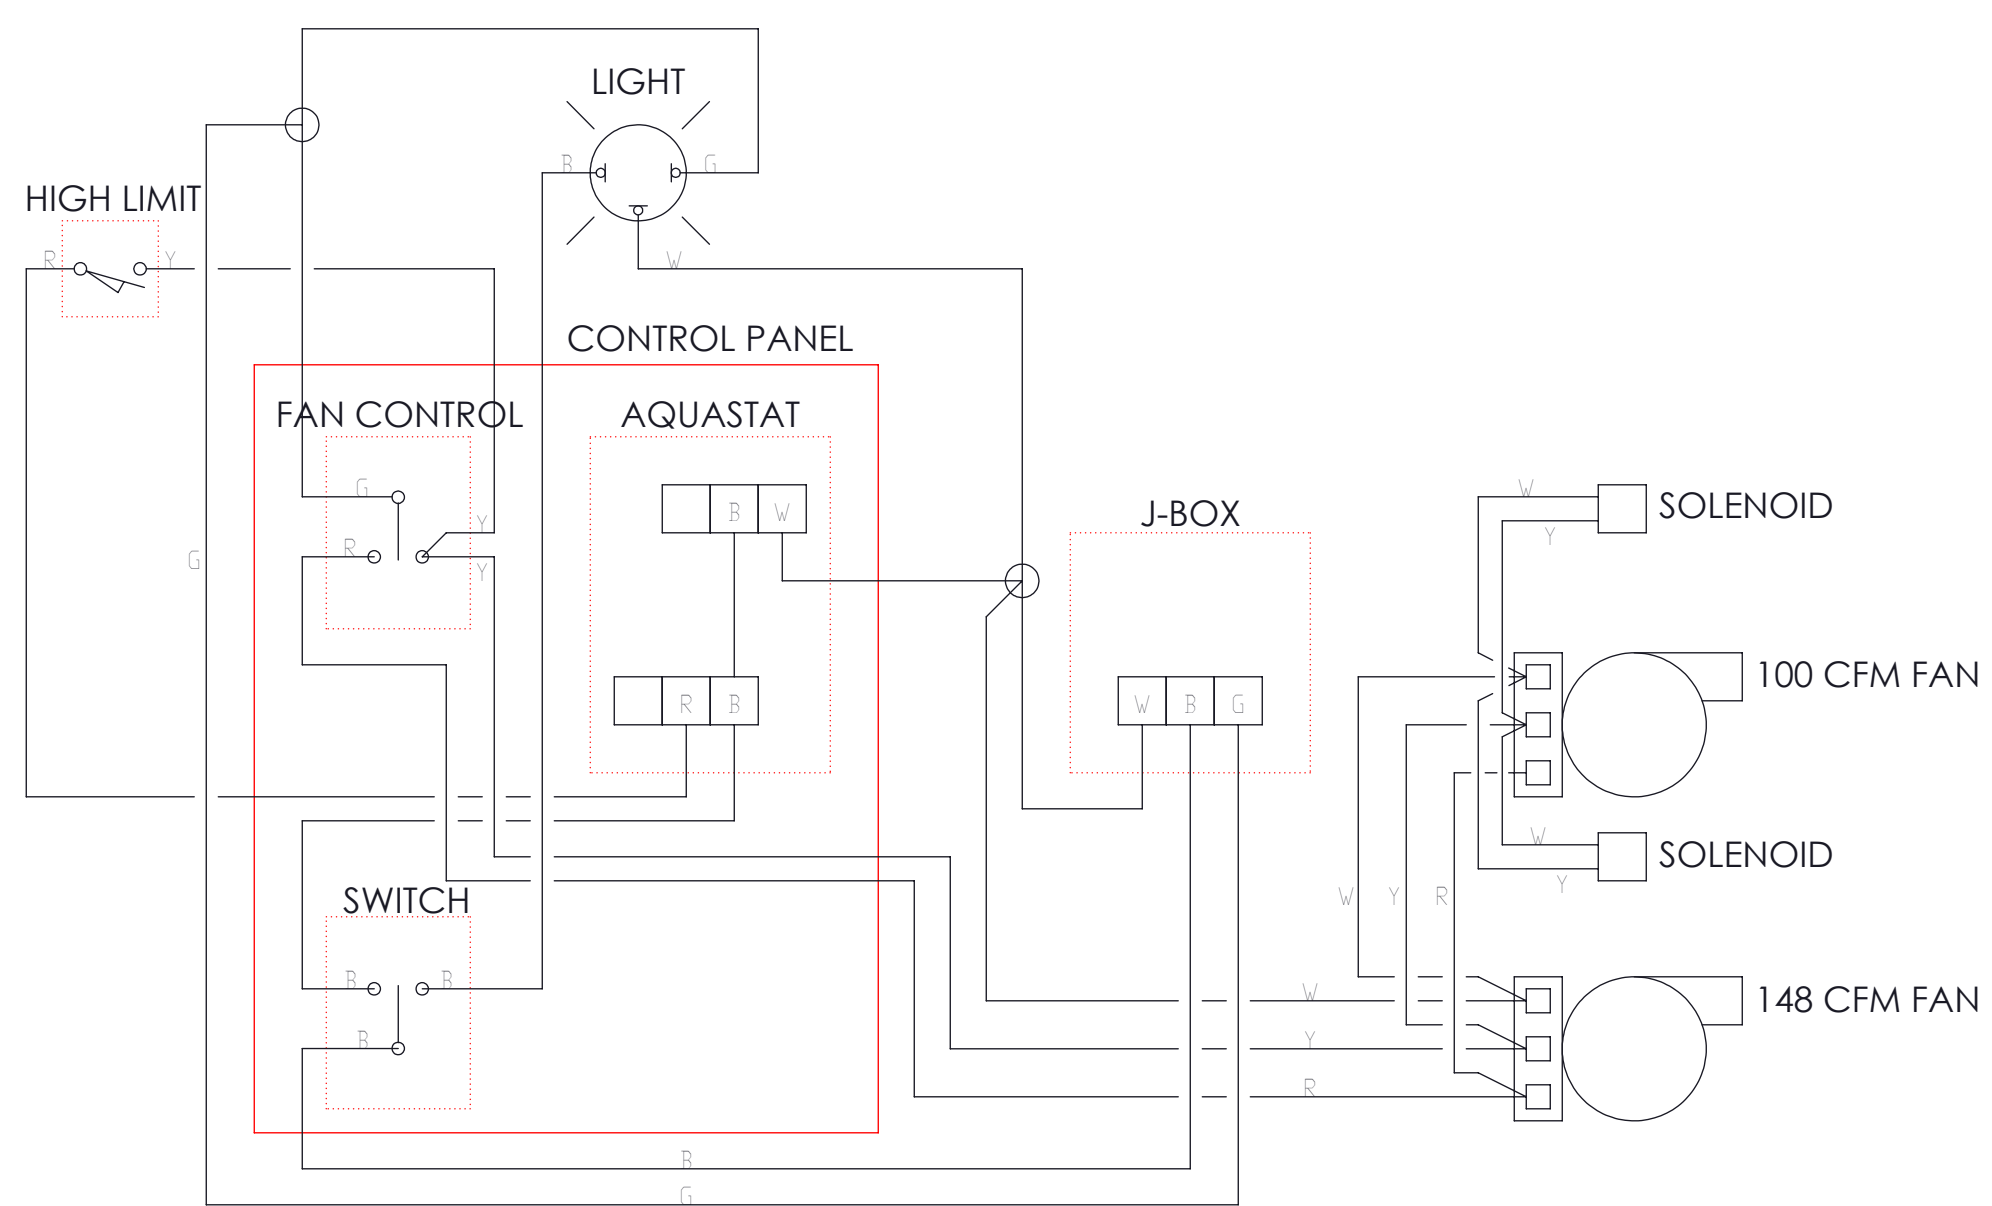 LIGHT
B
G
HIGH LIMIT
R
Y
W
CONTROL PANEL
FAN CONTROL
AQUASTAT
G
Y
R
Y
G
B
W
R
B
J-BOX
W
B
G
W
SOLENOID
Y
100 CFM FAN
W
SOLENOID
Y
W
Y
R
SWITCH
B
B
B
W
Y
R
148 CFM FAN
B
G